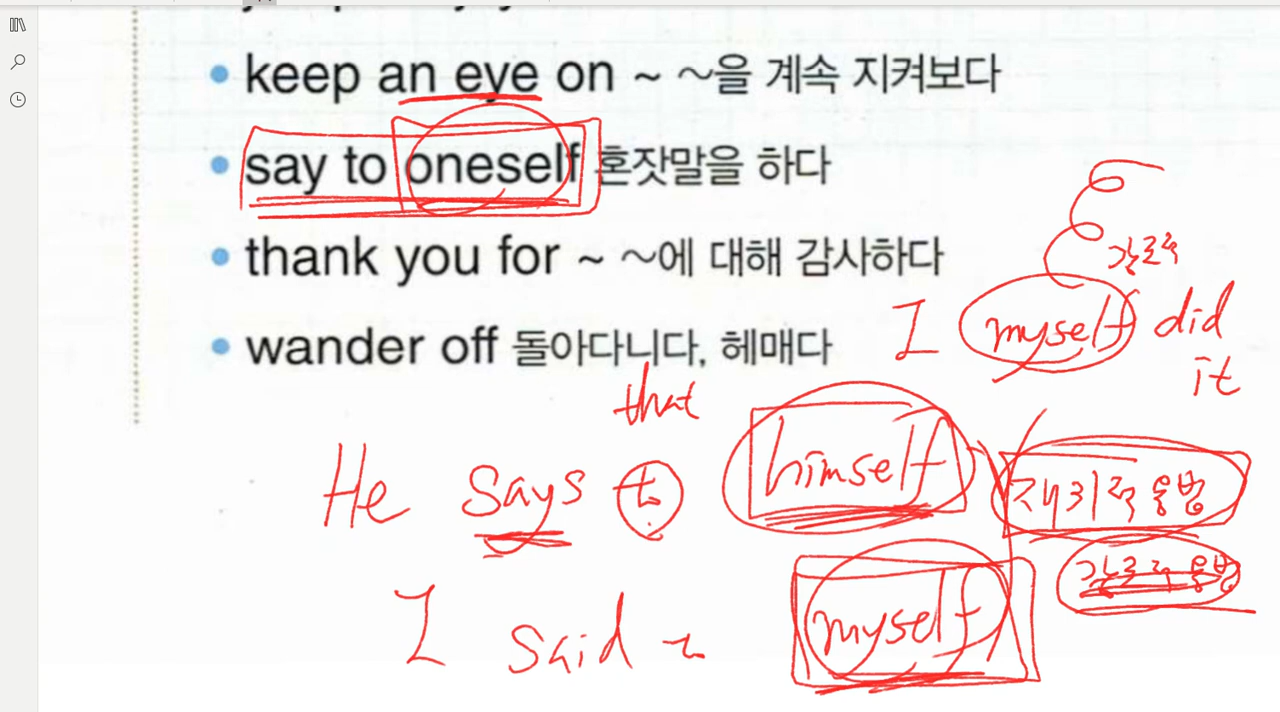 • keep an eye on ~ ~을 계속 지켜보다
• say to oneself 혼잣말을 하다
• thank you for ~ ~에 대해 감사하다
강조
I myself did
it
• wander off 돌아다니다, 헤매다
that
He says to himself 재귀적 용법
강조적 용법
I said to myself